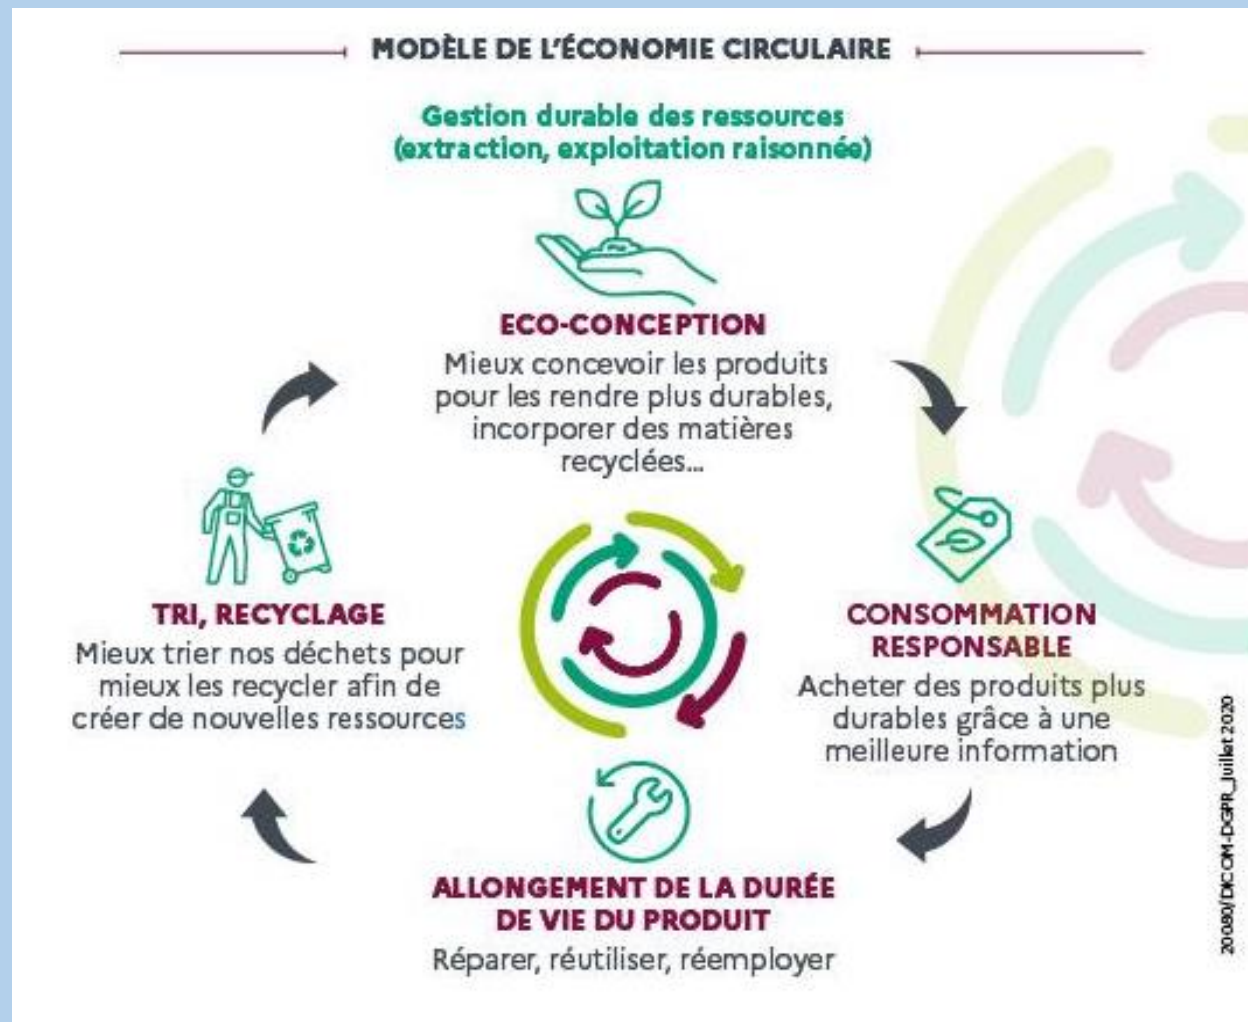 MODÈLE DE L'ÉCONOMIE CIRCULAIRE
Gestion durable des ressources
(extraction, exploitation raisonnée)
ECO-CONCEPTION
Mieux concevoir les produits
pour les rendre plus durables,
incorporer des matières
recyclées...
CONSOMMATION
RESPONSABLE
Acheter des produits plus
durables grâce à une
meilleure information
ALLONGEMENT DE LA DURÉE
DE VIE DU PRODUIT
Réparer, réutiliser, réemployer
TRI, RECYCLAGE
Mieux trier nos déchets pour
mieux les recycler afin de
créer de nouvelles ressources
20080/DICOM-DGPR_Juillet 2020